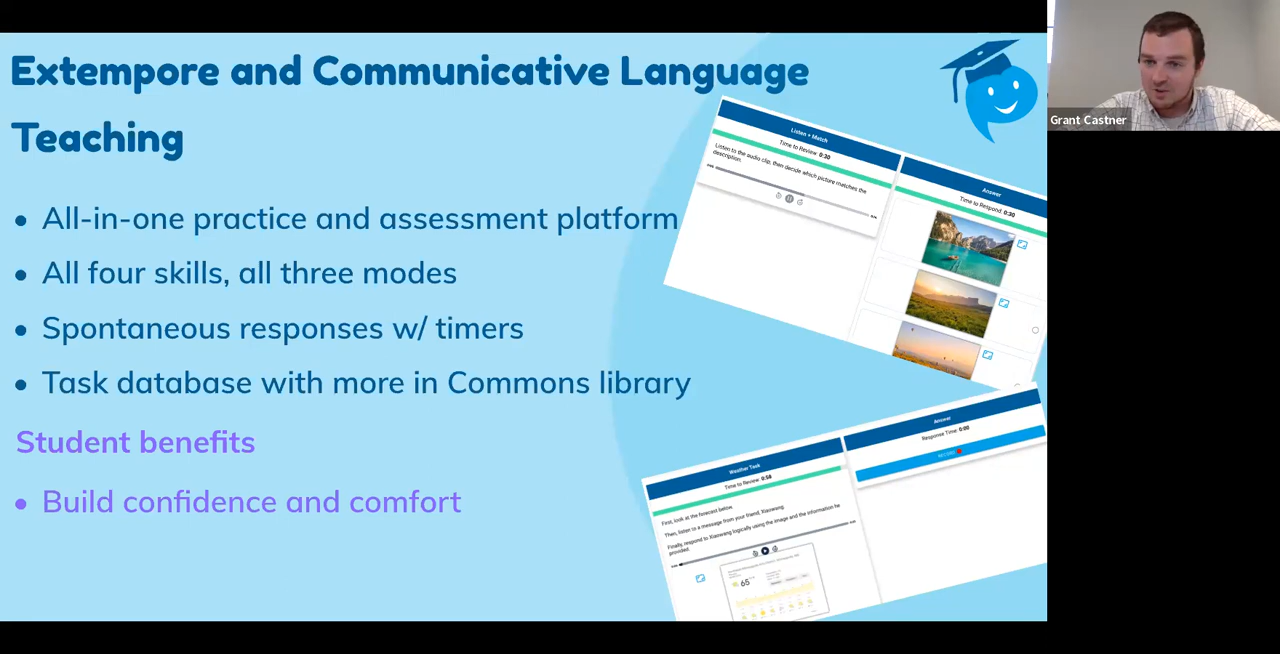 Extempore and Communicative Language
Teaching
• All-in-one practice and assessment platform
• All four skills, all three modes
• Spontaneous responses w/ timers
• Task database with more in Commons library
Student benefits
• Build confidence and comfort
Grant Castner
Listen + Match
Time to Review: 0:30
Listen to the audio clip, then decide which picture matches the
description.
Answer
Time to Respond: 0:30
Weather Task
Time to Review: 0:58
First, look at the forecast below.
Then, listen to a message from your friend, Xiaowang.
Finally, respond to Xiaowang logically using the image and the information he
provided.
65
Answer
Response Time: 0:00
RECORD